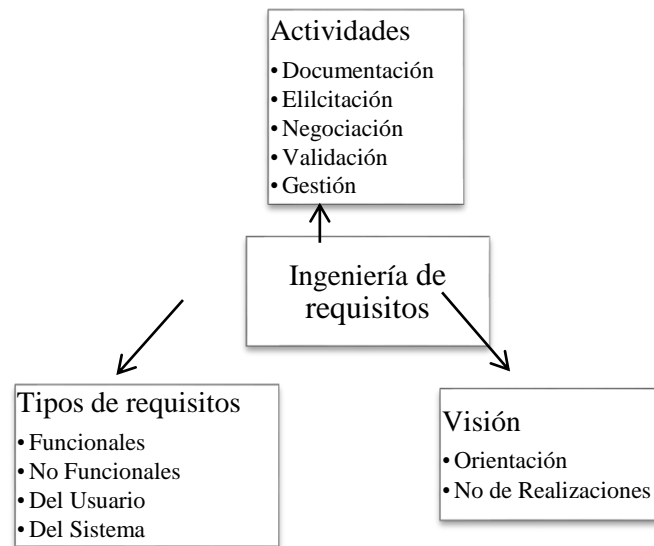 Actividades
• Documentación
• Elilcitación
• Negociación
• Validación
• Gestión
Ingeniería de
requisitos
Tipos de requisitos
• Funcionales
• No Funcionales
• Del Usuario
• Del Sistema
Visión
• Orientación
• No de Realizaciones